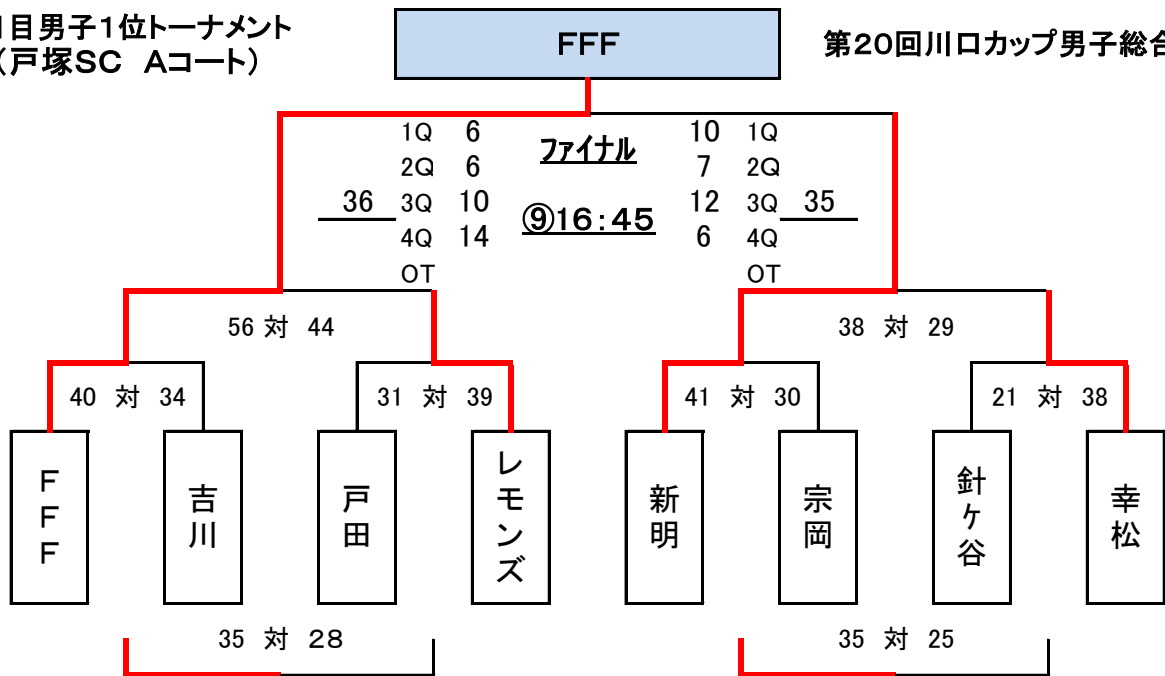 目男子1位トーナメント
(戸塚SC Aコート)
FFF
第20回川口カップ男子総合
1Q 6 ファイナル 10 1Q
2Q 6 7 2Q
36 3Q 10 ⑨16:45 12 3Q 35
4Q 14 6 4Q
OT OT
56 対 44 38 対 29
40 対 34 31 対 39 41 対 30 21 対 38
FFF
吉川
戸田
レモンズ
新明
宗岡
針ケ谷
幸松
35 対 28 35 対 25